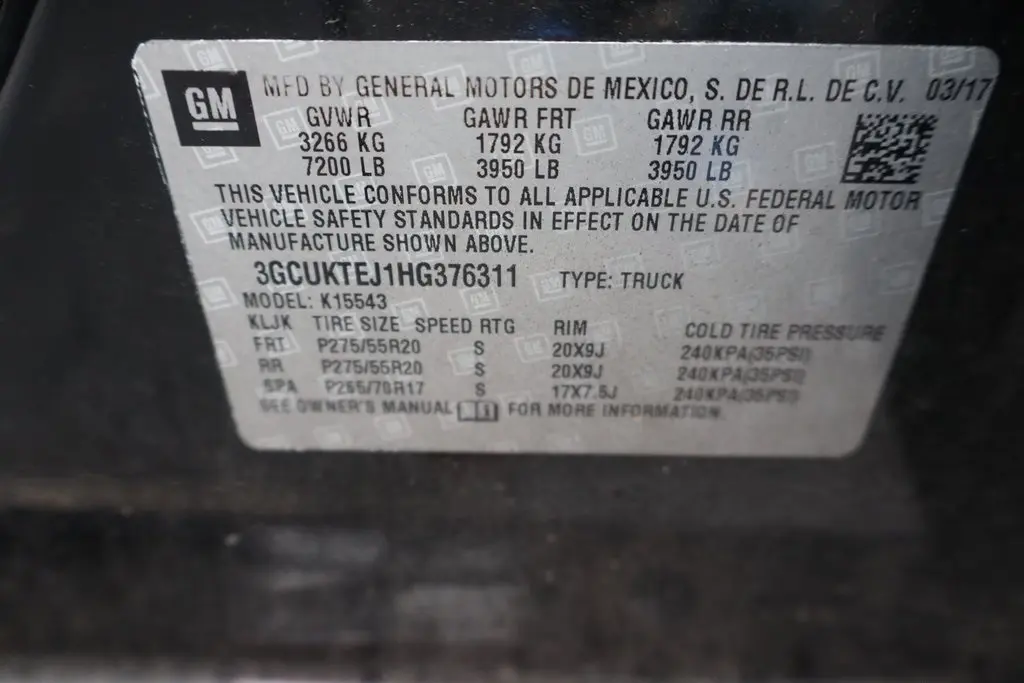 GM MFD BY GENERAL MOTORS DE MEXICO, S. DE R.L. DE C.V. 03/17
GVWR GAWR FRT GAWR RR
3266 KG 1792 KG 1792 KG
7200 LB 3950 LB 3950 LB
THIS VEHICLE CONFORMS TO ALL APPLICABLE U.S. FEDERAL MOTOR
VEHICLE SAFETY STANDARDS IN EFFECT ON THE DATE OF
MANUFACTURE SHOWN ABOVE.
3GCUKTEJ1HG376311 TYPE: TRUCK
MODEL: K15543
KLJK TIRE SIZE SPEED RTG RIM COLD TIRE PRESSURE
FRT P275/55R20 S 20X9J 240KPA(35PSI)
RR P275/55R20 S 20X9J 240KPA(35PSI)
SPA P265/70R17 S 17X7.5J 240KPA(35PSI)
SEE OWNER'S MANUAL FOR MORE INFORMATION